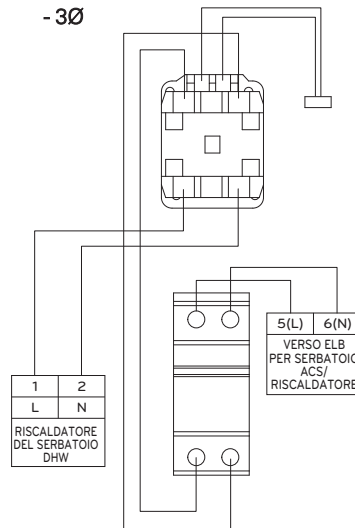 -3Ø
5(L) 6(N)
VERSO ELB
PER SERBATOIO
ACS/
RISCALDATORE
1 2
L N
RISCALDATORE
DEL SERBATOIO
DHW